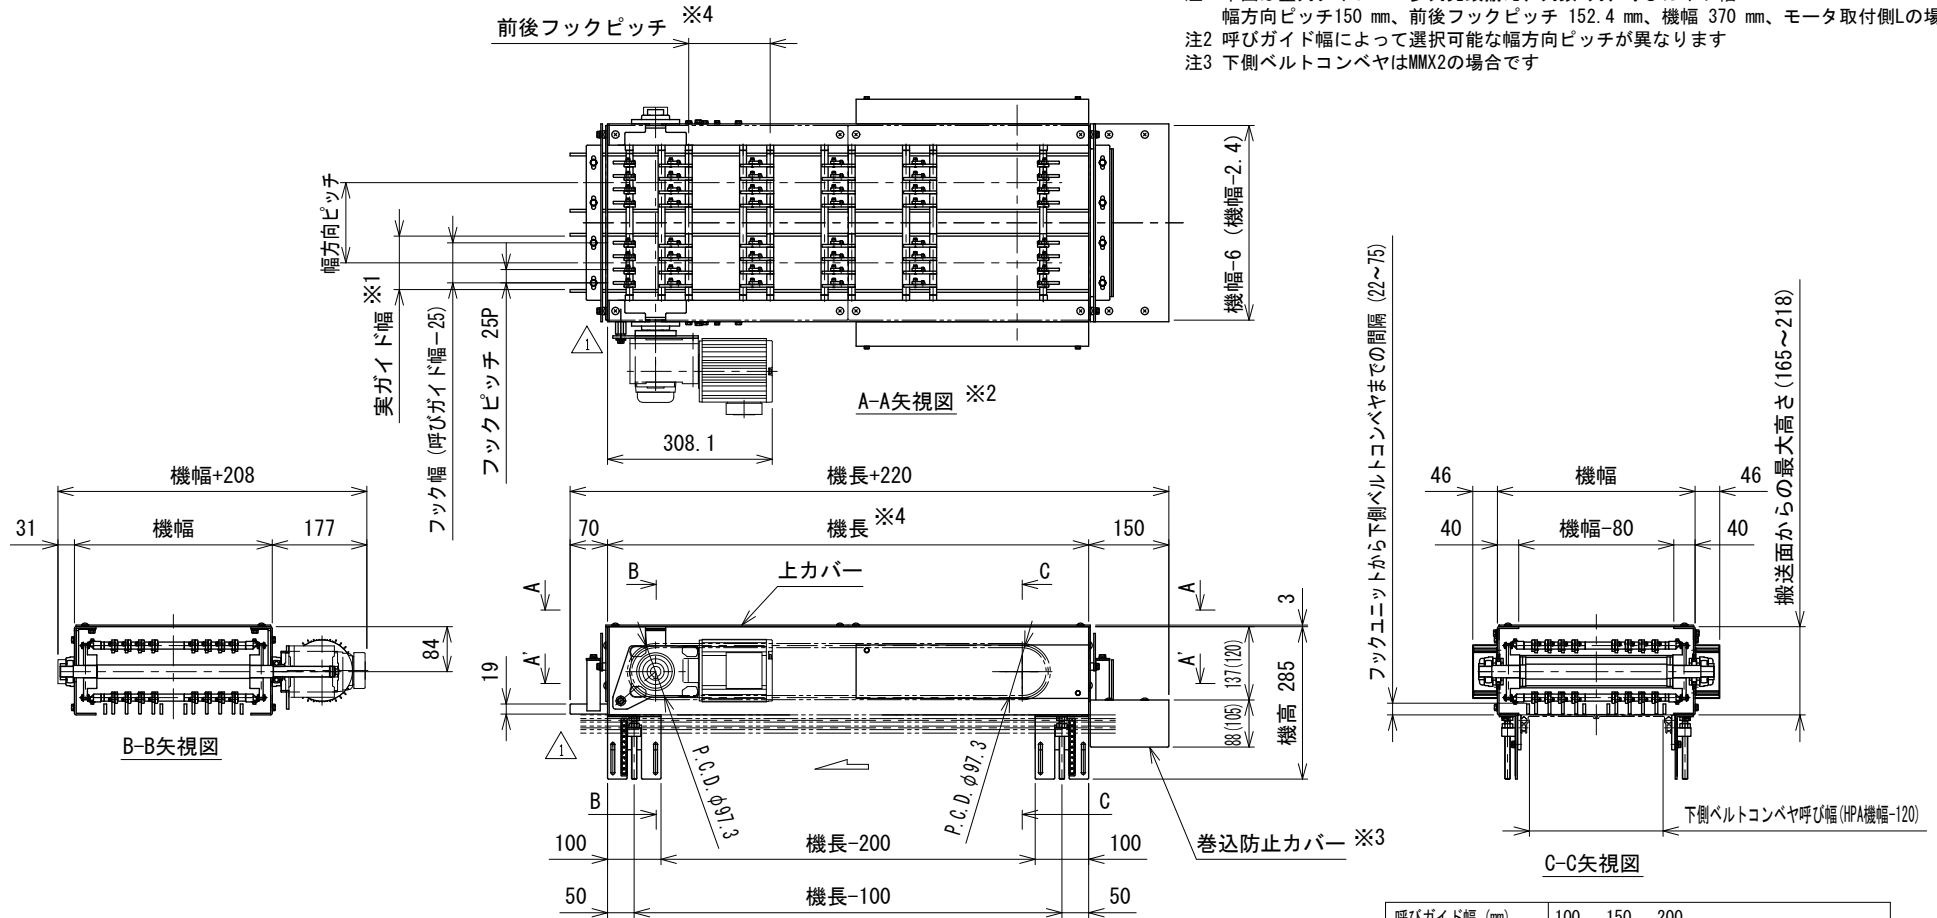 幅方向ピッチ150 mm、前後フックピッチ 152.4 mm、機幅 370 mm、モータ取付側Lの場
注2 呼びガイド幅によって選択可能な幅方向ピッチが異なります
注3 下側ベルトコンベヤはMMX2の場合です
前後フックピッチ ※4
幅方向ピッチ
実ガイド幅 ※1
フック幅 (呼びガイド幅-25)
フックピッチ 25P
機幅-6 (機幅-2.4)
1
A-A矢視図 ※2
308.1
フックユニットから下側ベルトコンベヤまでの間隔 (22~75)
搬送面からの最大高さ (165~218)
機幅+208
31
機幅
177
84
B-B矢視図
機長+220
70
機長 ※4
150
B
上カバー
C
A
A
A'
A'
19
3
137(120)
88(105)
機高 285
1
P.C.D. φ97.3
P.C.D. φ97.3
B
C
100
機長-200
100
50
機長-100
50
巻込防止カバー ※3
46
機幅
46
40
機幅-80
40
下側ベルトコンベヤ呼び幅(HPA機幅-120)
C-C矢視図
呼びガイド幅 (mm) 100 150 200